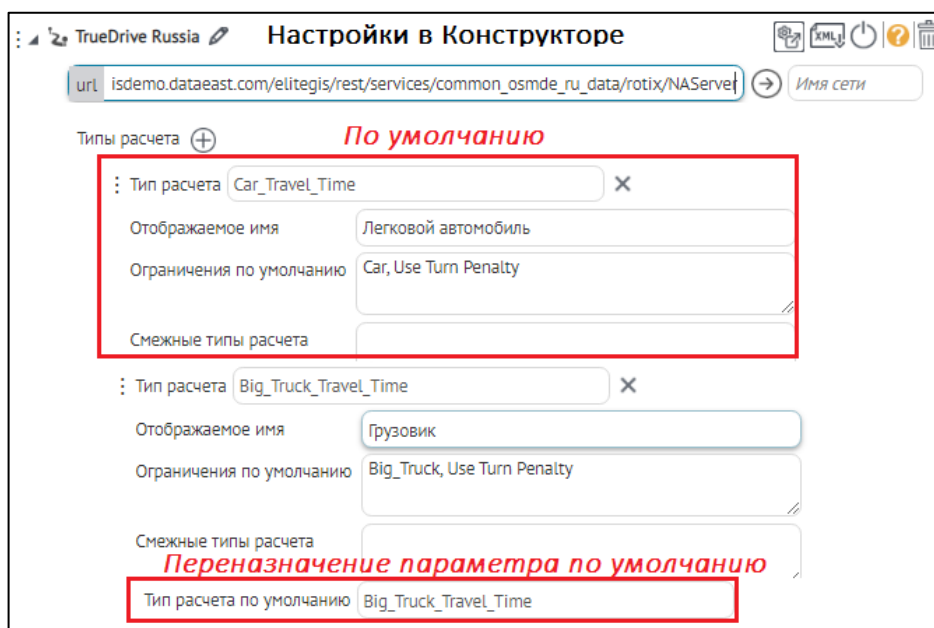 TrueDrive Russia Настройки в Конструкторе XML ?
url isdemo.dataeast.com/elitegis/rest/services/common_osmde_ru_data/rotix/NAServer Имя сети
Типы расчета По умолчанию
Тип расчета Car_Travel_Time
Отображаемое имя Легковой автомобиль
Ограничения по умолчанию Car, Use Turn Penalty
Смежные типы расчета
Тип расчета Big_Truck_Travel_Time
Отображаемое имя Грузовик
Ограничения по умолчанию Big_Truck, Use Turn Penalty
Смежные типы расчета
Переназначение параметра по умолчанию
Тип расчета по умолчанию Big_Truck_Travel_Time